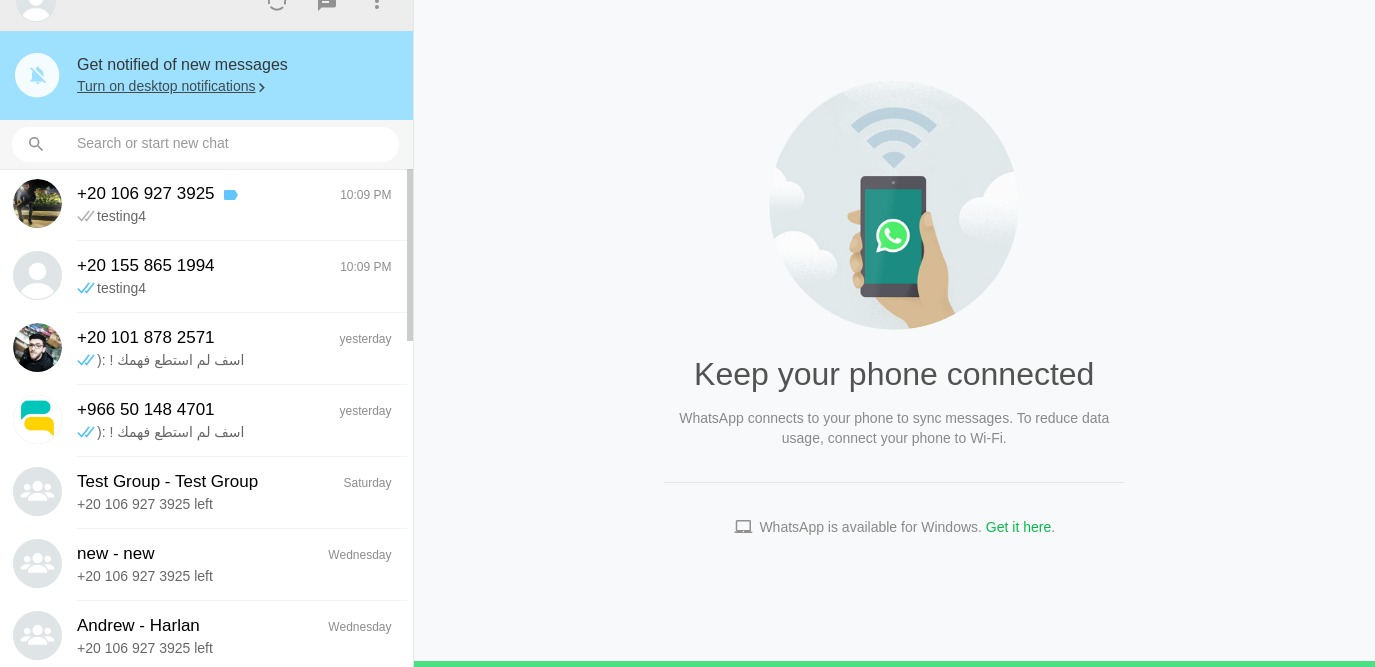 Get notified of new messages
Turn on desktop notifications
Search or start new chat
+20 106 927 3925
10:09 PM
testing4
+20 155 865 1994
10:09 PM
testing4
+20 101 878 2571
yesterday
اسف لم استطع فهمك ! :(
+966 50 148 4701
yesterday
اسف لم استطع فهمك ! :(
Test Group - Test Group
Saturday
+20 106 927 3925 left
new - new
Wednesday
+20 106 927 3925 left
Andrew - Harlan
Wednesday
+20 106 927 3925 left
Keep your phone connected
WhatsApp connects to your phone to sync messages. To reduce data
usage, connect your phone to Wi-Fi.
WhatsApp is available for Windows. Get it here.